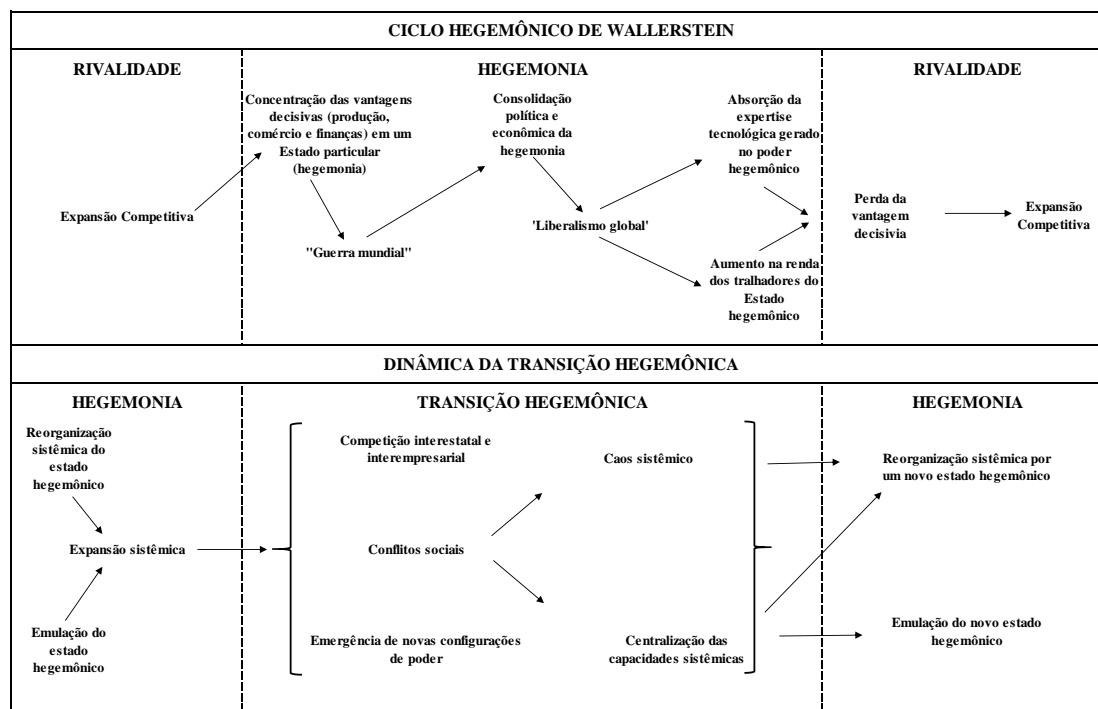 CICLO HEGEMÔNICO DE WALLERSTEIN
RIVALIDADE
HEGEMONIA
RIVALIDADE
Expansão Competitiva
Concentração das vantagens
decisivas (produção,
comércio e finanças) em um
Estado particular
(hegemonia)
"Guerra mundial"
Consolidação
política e
econômica da
hegemonia
'Liberalismo global'
Absorção da
expertise
tecnológica gerado
no poder
hegemônico
Aumento na renda
dos tralhadores do
Estado
hegemônico
Perda da
vantagem
decisivia
Expansão
Competitiva
DINÂMICA DA TRANSIÇÃO HEGEMÔNICA
HEGEMONIA
TRANSIÇÃO HEGEMÔNICA
HEGEMONIA
Reorganização
sistêmica do
estado
hegemônico
Expansão sistêmica
Emulação do
estado
hegemônico
Competição interestatal e
interempresarial
Conflitos sociais
Emergência de novas configurações
de poder
Caos sistêmico
Centralização das
capacidades sistêmicas
Reorganização sistêmica por
um novo estado hegemônico
Emulação do novo estado
hegemônico